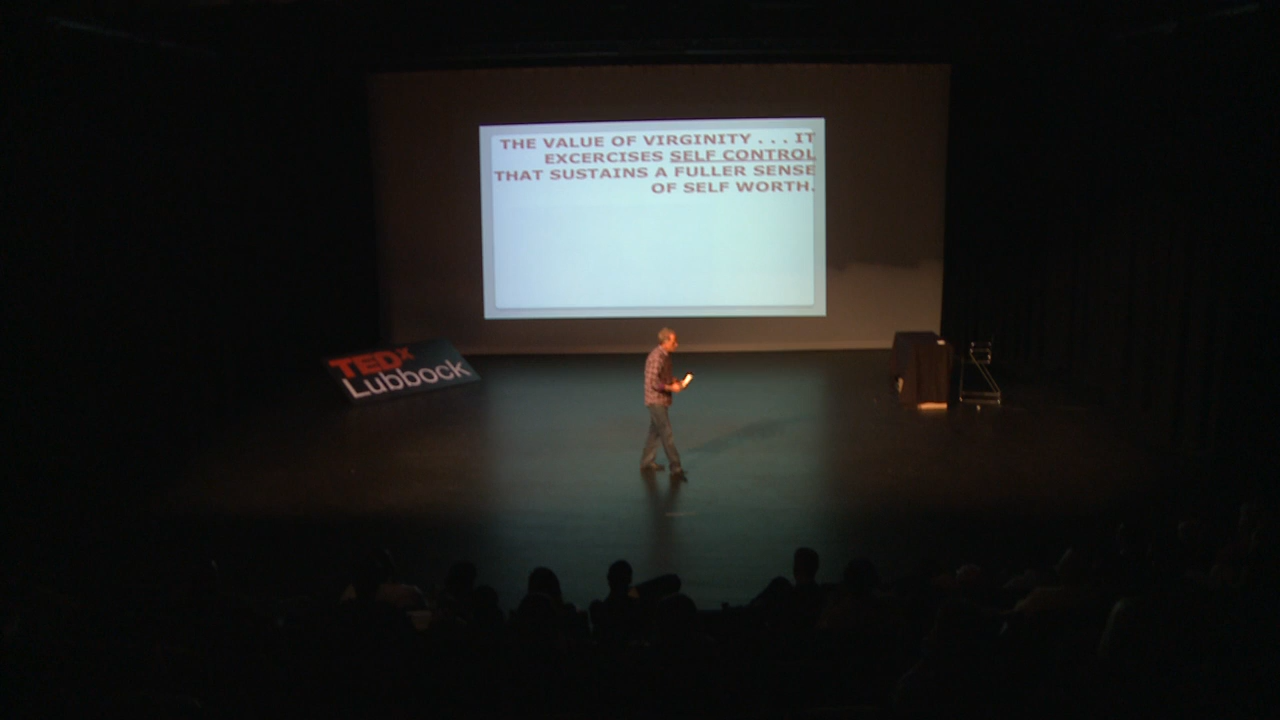 THE VALUE OF VIRGINITY . . . IT
EXCERCISES SELF CONTROL
THAT SUSTAINS A FULLER SENSE
OF SELF WORTH.
TEDx
Lubbock